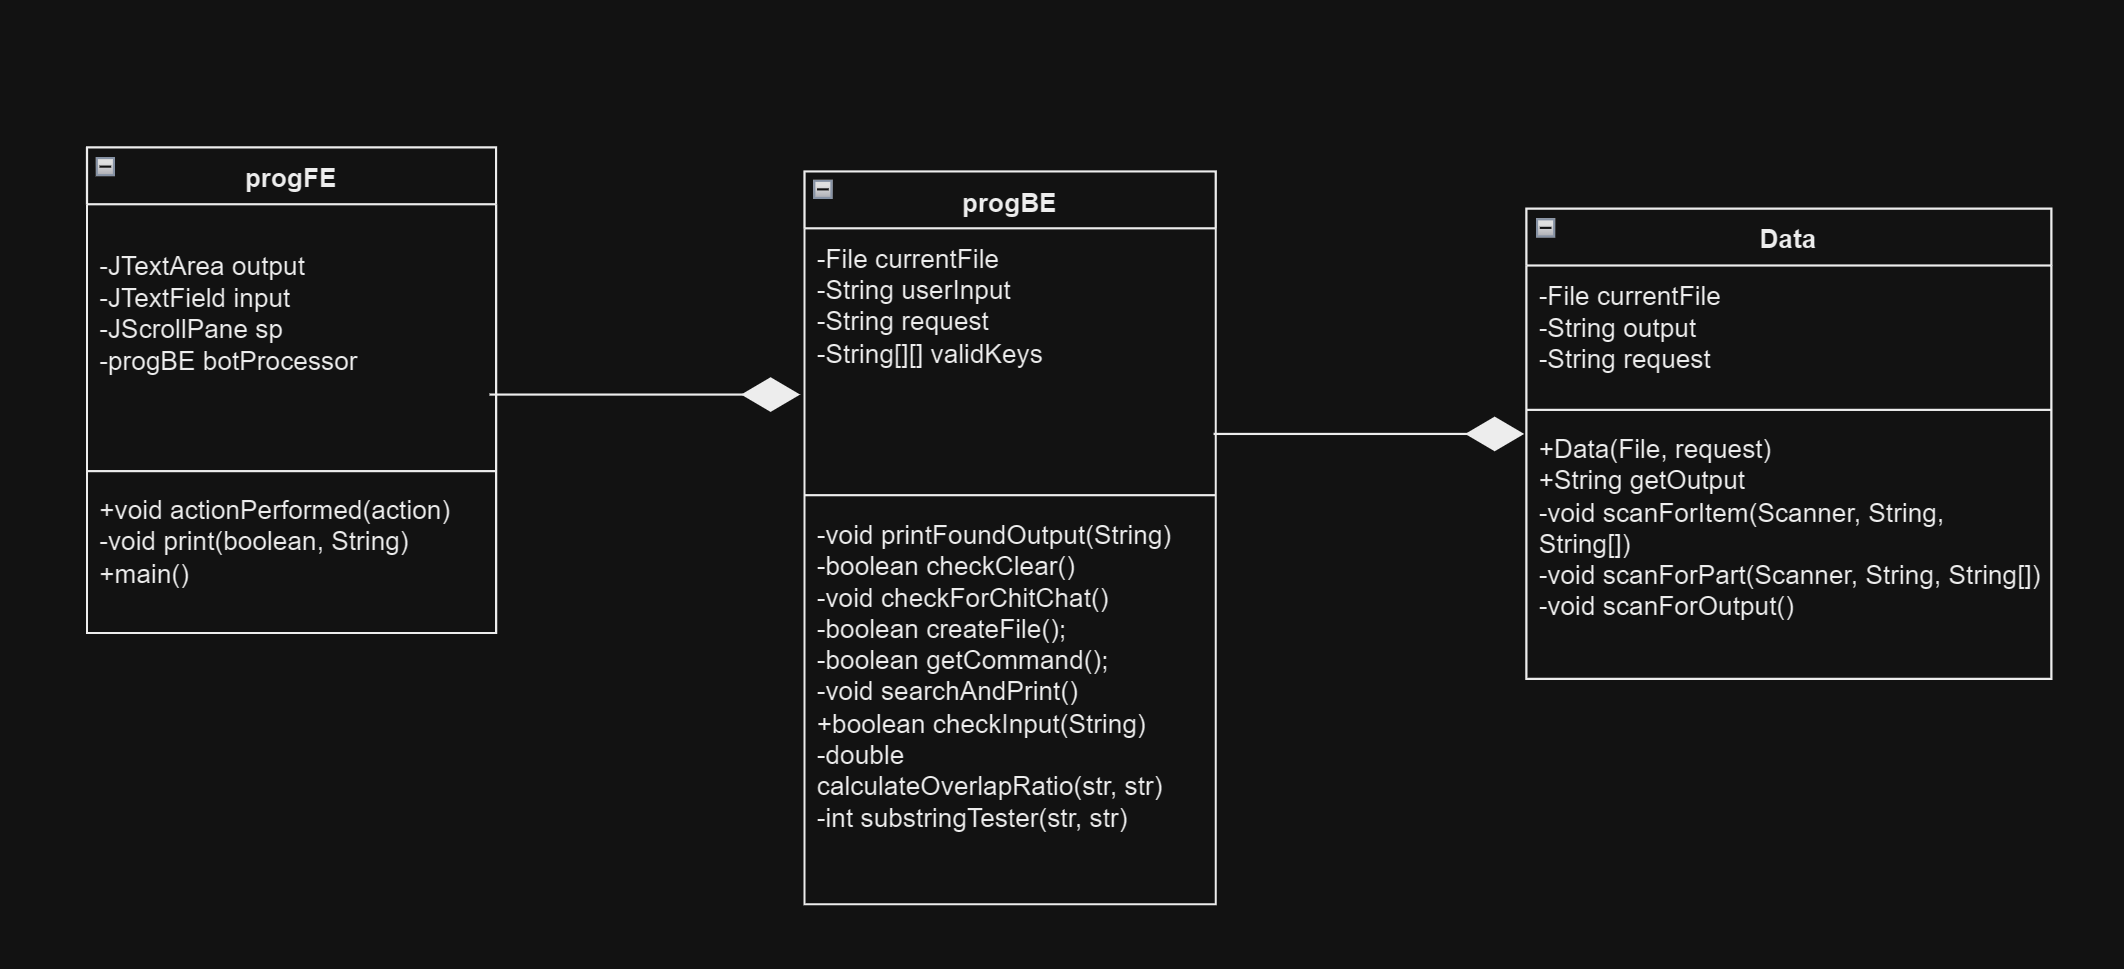 progFE
-JTextArea output
-JTextField input
-JScrollPane sp
-progBE botProcessor
+void actionPerformed(action)
-void print(boolean, String)
+main()
progBE
-File currentFile
-String userInput
-String request
-String[][] validKeys
-void printFoundOutput(String)
-boolean checkClear()
-void checkForChitChat()
-boolean createFile();
-boolean getCommand();
-void searchAndPrint()
+boolean checkInput(String)
-double
calculateOverlapRatio(str, str)
-int substringTester(str, str)
Data
-File currentFile
-String output
-String request
+Data(File, request)
+String getOutput
-void scanForItem(Scanner, String,
String[])
-void scanForPart(Scanner, String, String[])
-void scanForOutput()